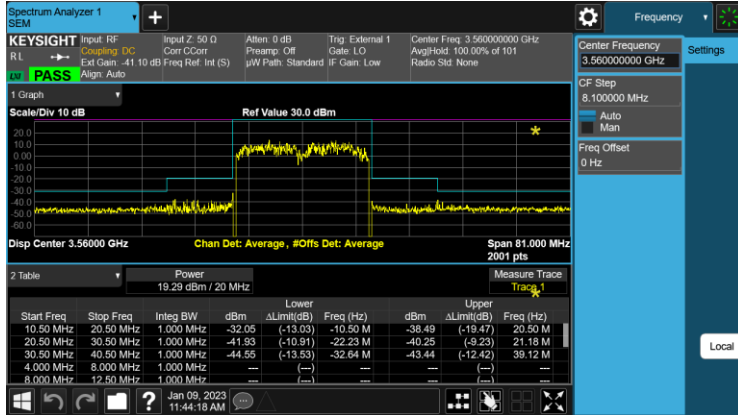 Spectrum Analyzer 1
SEM
Frequency
KEYSIGHT
R L
LXI
PASS
Input: RF
Coupling: DC
Ext Gain: -41.10 dB
Align: Auto
Input Z: 50 Ω
Corr CCorr
Freq Ref: Int (S)
Atten: 0 dB
Preamp: Off
µW Path: Standard
Trig: External 1
Gate: LO
IF Gain: Low
Center Freq: 3.560000000 GHz
Avg|Hold: 100.00% of 101
Radio Std: None
Center Frequency
3.560000000 GHz
Settings
CF Step
8.100000 MHz
Auto
Man
Freq Offset
0 Hz
Local
1 Graph
Scale/Div 10 dB
Ref Value 30.0 dBm
20.0
10.0
0.00
-10.0
-20.0
-30.0
-40.0
-50.0
-60.0
Disp Center 3.56000 GHz
Chan Det: Average, #Offs Det: Average
Span 81.000 MHz
2001 pts
2 Table
Power
19.29 dBm / 20 MHz
Measure Trace
Trace 1
Lower Upper
Start Freq Stop Freq Integ BW dBm ΔLimit(dB) Freq (Hz) dBm ΔLimit(dB) Freq (Hz)
10.50 MHz 20.50 MHz 1.000 MHz -32.05 (-13.03) -10.50 M -38.49 (-19.47) 20.50 M
20.50 MHz 30.50 MHz 1.000 MHz -41.93 (-10.91) -22.23 M -40.25 (-9.23) 21.18 M
30.50 MHz 40.50 MHz 1.000 MHz -44.55 (-13.53) -32.64 M -43.44 (-12.42) 39.12 M
4.000 MHz 8.000 MHz 1.000 MHz --- (---) --- --- (---) ---
8.000 MHz 12.50 MHz 1.000 MHz --- (---) --- --- (---) ---
Jan 09, 2023
11:44:18 AM